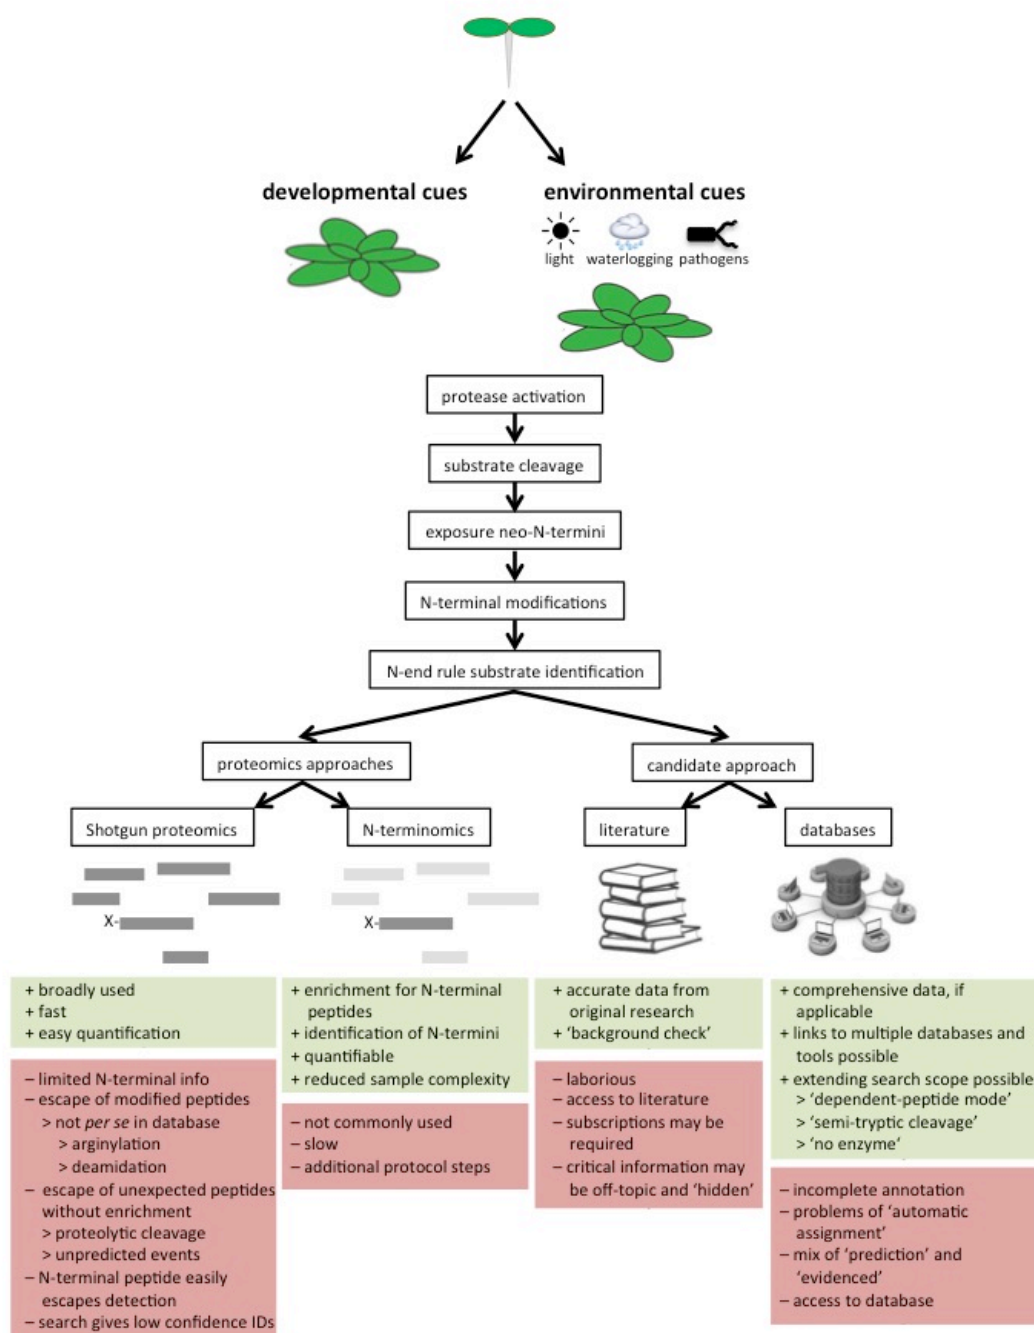 developmental cues
environmental cues
light
waterlogging
pathogens
protease activation
substrate cleavage
exposure neo-N-termini
N-terminal modifications
N-end rule substrate identification
proteomics approaches
candidate approach
Shotgun proteomics
N-terminomics
literature
databases
X-
X-
+ broadly used
+ fast
+ easy quantification
– limited N-terminal info
– escape of modified peptides
> not per se in database
> arginylation
> deamidation
– escape of unexpected peptides
without enrichment
> proteolytic cleavage
> unpredicted events
– N-terminal peptide easily
escapes detection
– search gives low confidence IDs
+ enrichment for N-terminal
peptides
+ identification of N-termini
+ quantifiable
+ reduced sample complexity
– not commonly used
– slow
– additional protocol steps
+ accurate data from
original research
+ ‘background check’
– laborious
– access to literature
– subscriptions may be
required
– critical information may
be off-topic and ‘hidden’
+ comprehensive data, if
applicable
+ links to multiple databases and
tools possible
+ extending search scope possible
> ‘dependent-peptide mode’
> ‘semi-tryptic cleavage’
> ‘no enzyme‘
– incomplete annotation
– problems of ‘automatic
assignment’
– mix of ‘prediction’ and
‘evidenced’
– access to database